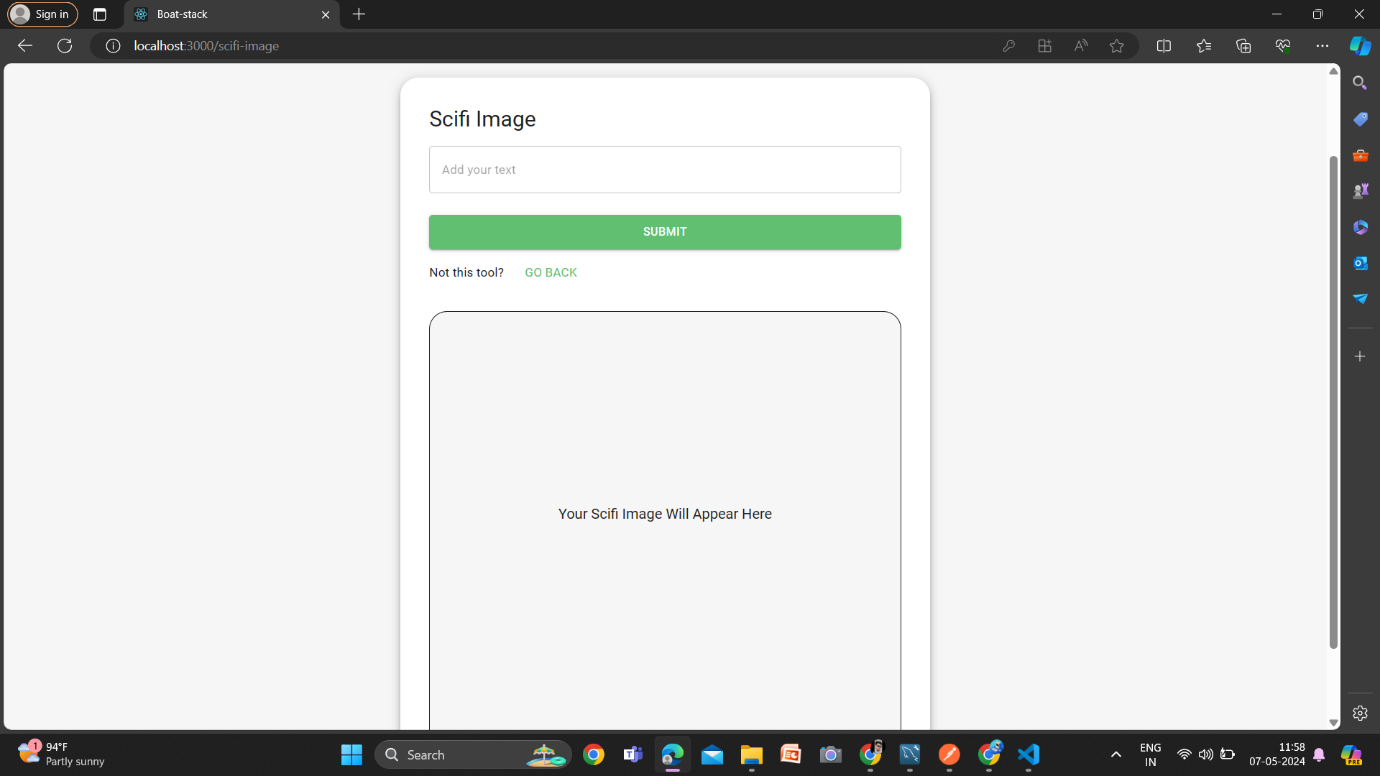 Sign in
Boat-stack
localhost:3000/scifi-image
Scifi Image
Add your text
SUBMIT
Not this tool? GO BACK
Your Scifi Image Will Appear Here
1
94°F
Partly sunny
Search
ENG
IN
11:58
07-05-2024
PRE